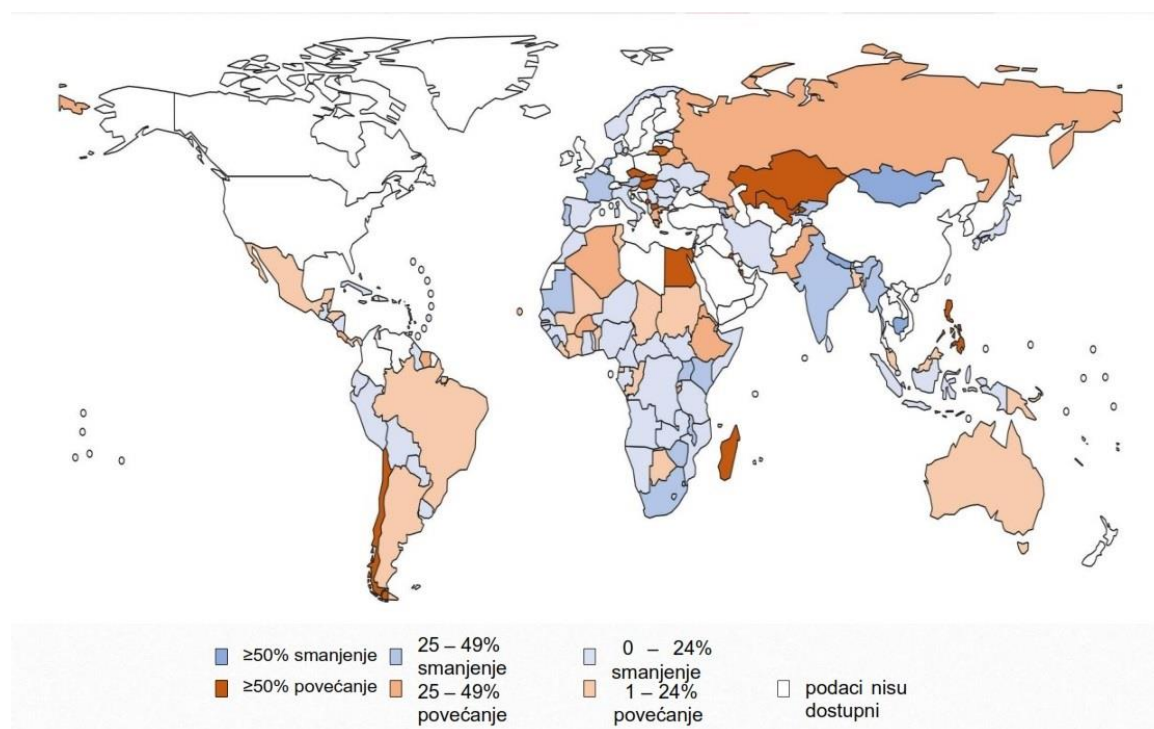 ≥50% smanjenje
25 – 49%
smanjenje
0 – 24%
smanjenje
≥50% povećanje
25 – 49%
povećanje
1 – 24%
povećanje
podaci nisu
dostupni